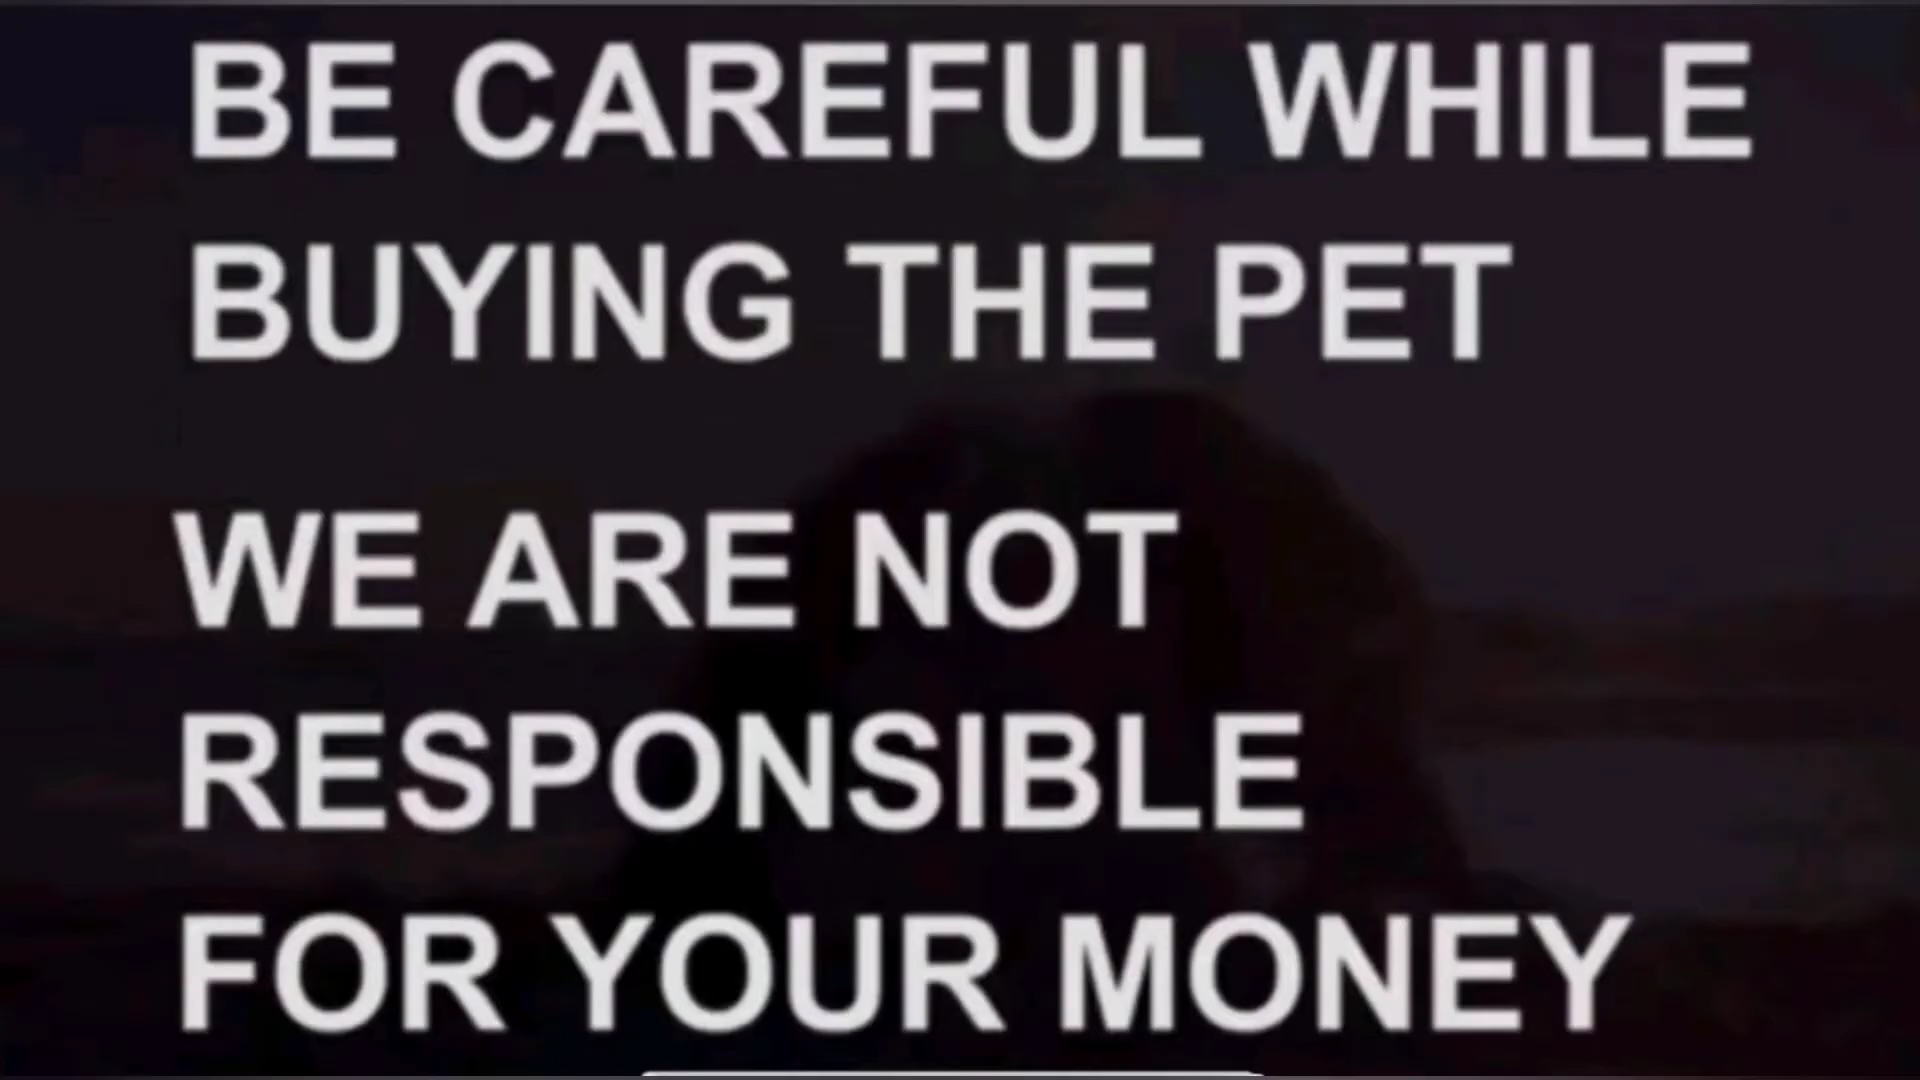 BE CAREFUL WHILE
BUYING THE PET
WE ARE NOT
RESPONSIBLE
FOR YOUR MONEY